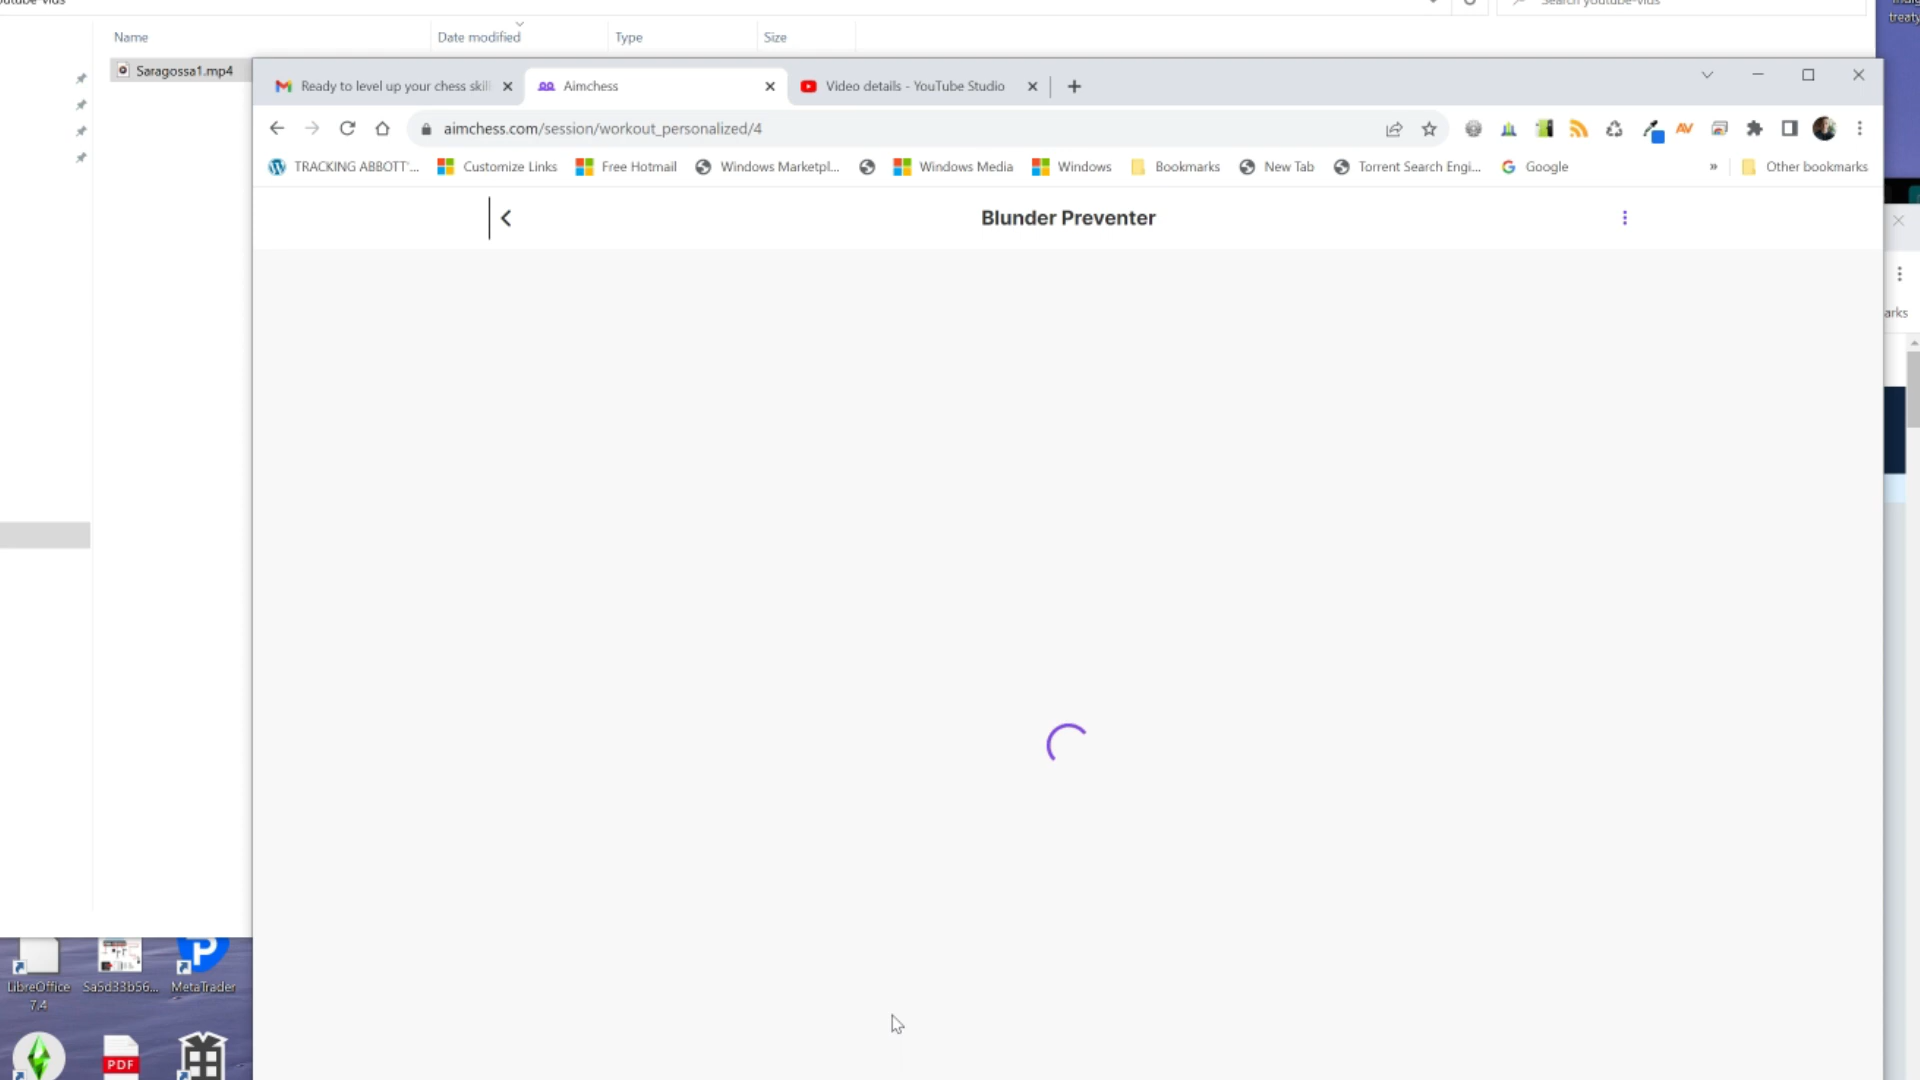 Name Date modified Type Size
Saragossa1.mp4
Ready to level up your chess skil Aimchess Video details - YouTube Studio
aimchess.com/session/workout_personalized/4
AV
TRACKING ABBOTT'... Customize Links Free Hotmail Windows Marketpl... Windows Media Windows Bookmarks New Tab Torrent Search Engi... Google » Other bookmarks
Blunder Preventer
arks
treaty
LibreOffice
7.4
Sa5d33b56...
MetaTrader
PDF